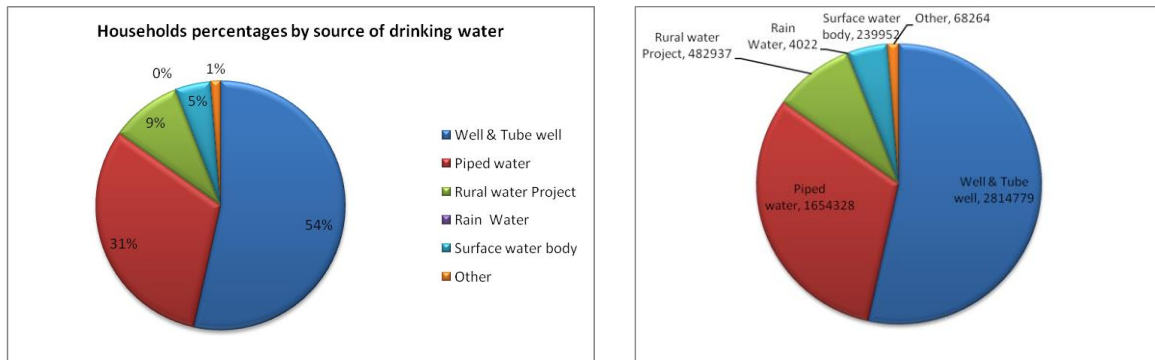 Households percentages by source of drinking water
0%
1%
5%
9%
31%
54%
Well & Tube well
Piped water
Rural water Project
Rain Water
Surface water body
Other
Rural water
Project, 482937
Rain
Water, 4022
Surface water
body, 239952
Other, 68264
Piped
water, 1654328
Well & Tube
well, 2814779